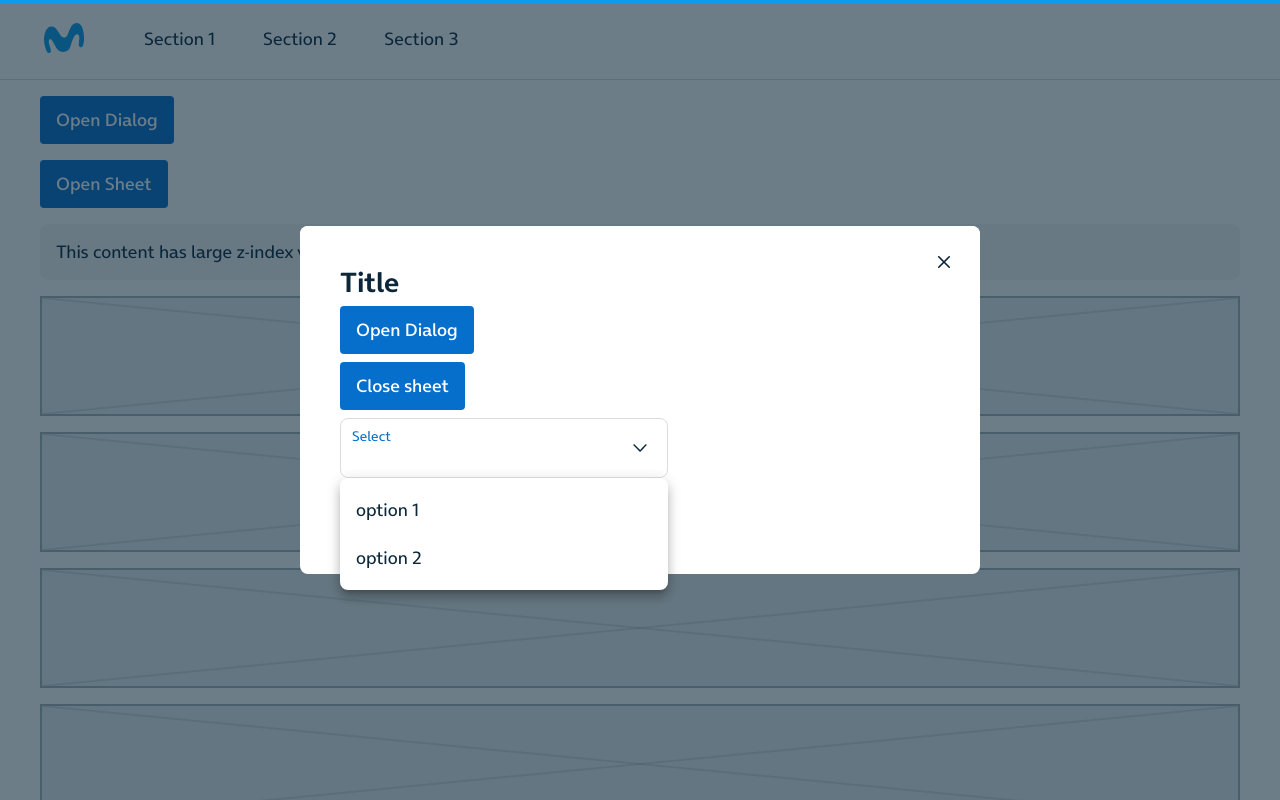 Section 1
Section 2
Section 3
Open Dialog
Open Sheet
This content has large z-index
Title
Open Dialog
Close sheet
Select
option 1
option 2